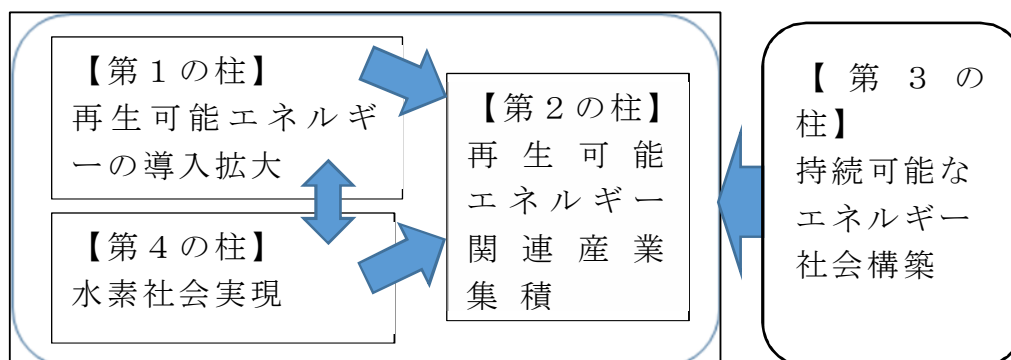 【第１の柱】
再生可能エネルギ
ーの導入拡大
【第４の柱】
水素社会実現
【第２の柱】
再生可能
エネルギー
関連産業
集積
【第３の
柱】
持続可能な
エネルギー
社会構築